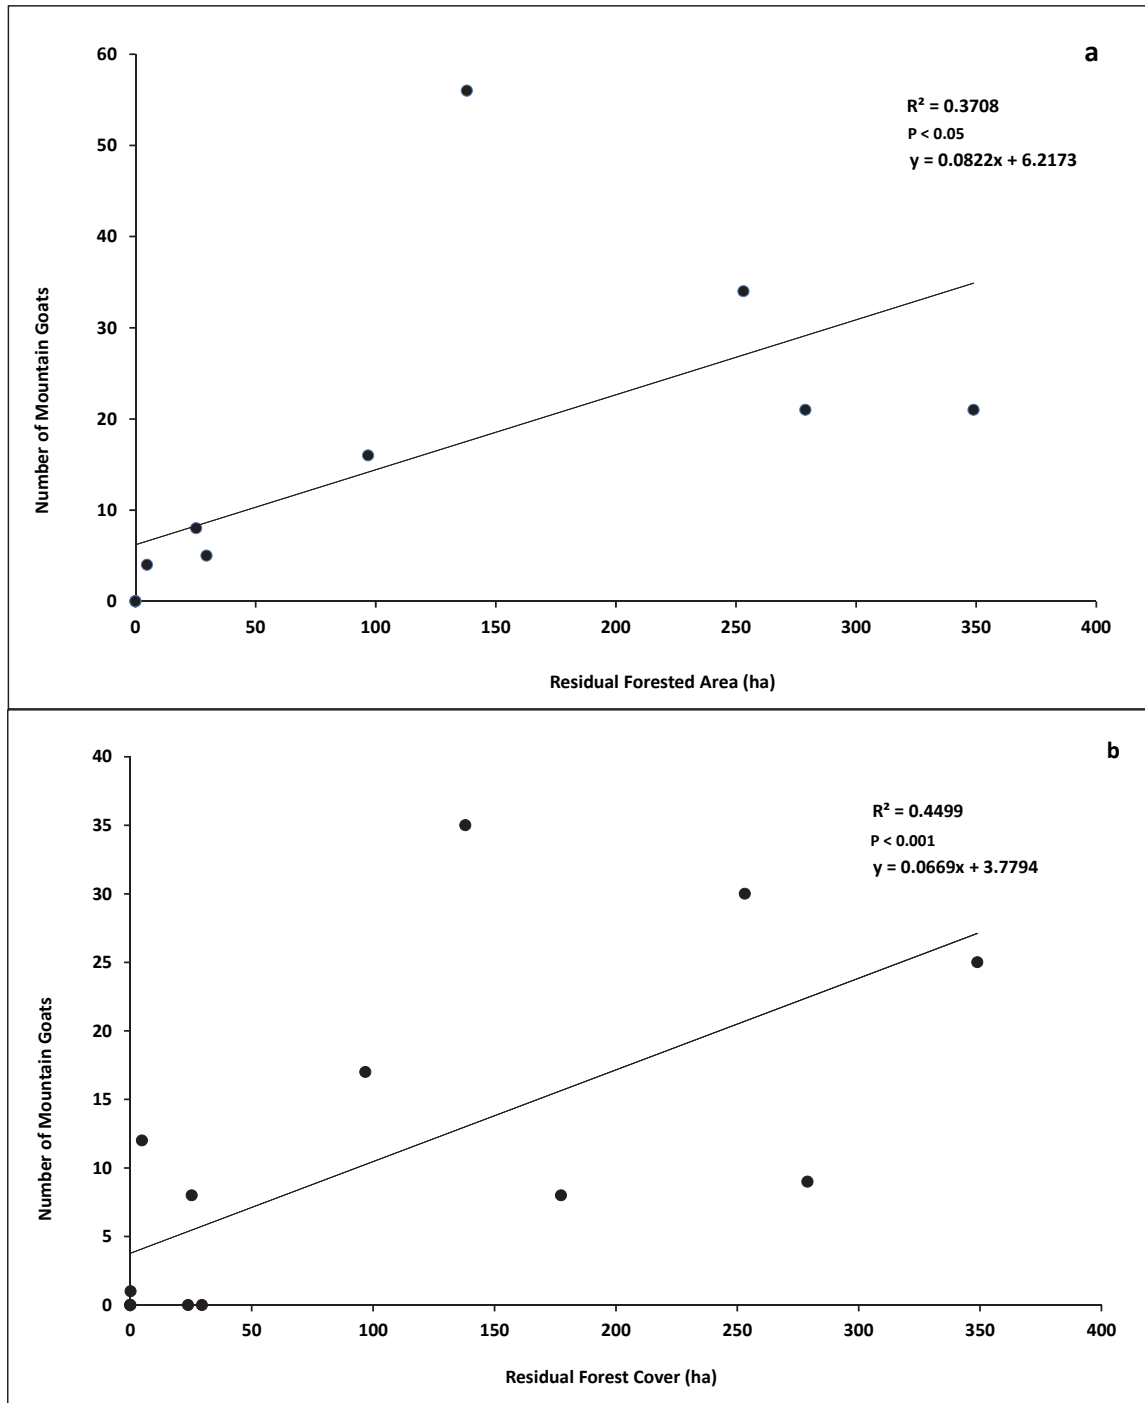 a
60
R² = 0.3708
P < 0.05
50
y = 0.0822x + 6.2173
40
Number of Mountain Goats
30
20
10
0
0 50 100 150 200 250 300 350 400
Residual Forested Area (ha)
b
40
R² = 0.4499
35
P < 0.001
y = 0.0669x + 3.7794
30
25
Number of Mountain Goats
20
15
10
5
0
0 50 100 150 200 250 300 350 400
Residual Forest Cover (ha)